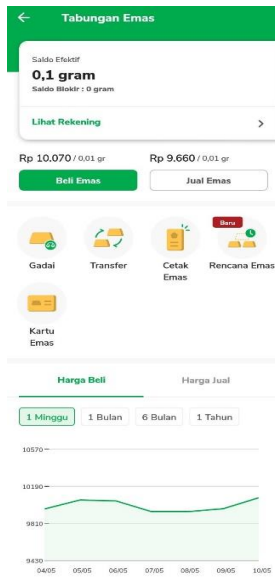 Tabungan Emas
Saldo Efektif
0,1 gram
Saldo Blokir : 0 gram
Lihat Rekening
Rp 10.070 / 0,01 gr
Rp 9.660 / 0,01 gr
Beli Emas
Jual Emas
Baru
Gadai
Transfer
Cetak
Emas
Rencana Emas
Kartu
Emas
Harga Beli
Harga Jual
1 Minggu
1 Bulan
6 Bulan
1 Tahun
10570
10190
9810
9430
04/05 05/05 06/05 07/05 08/05 09/05 10/05